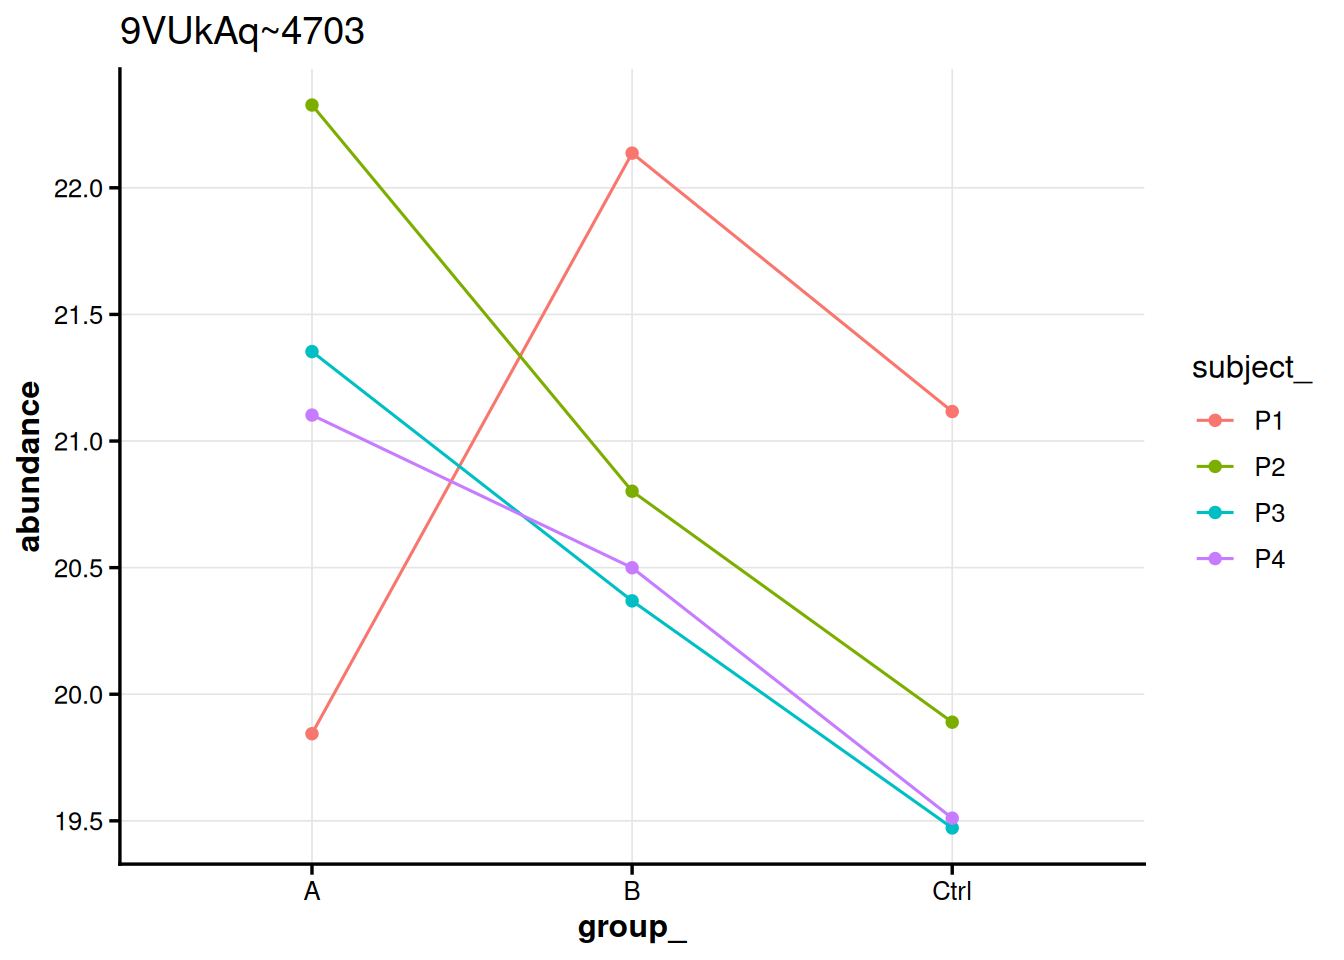 9VUkAq~4703
abundance
22.0
21.5
21.0
20.5
20.0
19.5
A
B
Ctrl
group_
subject_
P1
P2
P3
P4